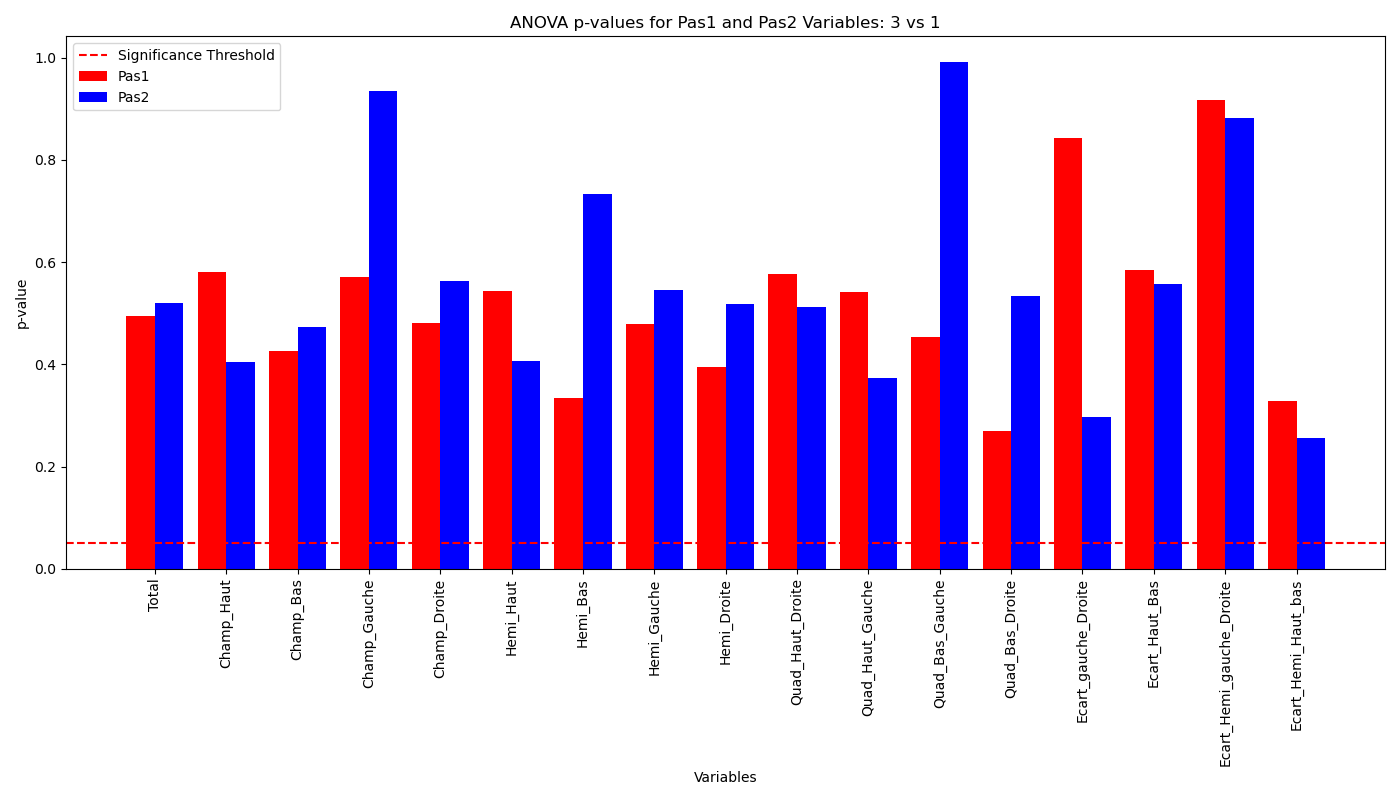 ANOVA p-values for Pas1 and Pas2 Variables: 3 vs 1
Significance Threshold
Pas1
Pas2
p-value
1.0
0.8
0.6
0.4
0.2
0.0
Total
Champ_Haut
Champ_Bas
Champ_Gauche
Champ_Droite
Hemi_Haut
Hemi_Bas
Hemi_Gauche
Hemi_Droite
Quad_Haut_Droite
Quad_Haut_Gauche
Quad_Bas_Gauche
Quad_Bas_Droite
Ecart_gauche_Droite
Ecart_Haut_Bas
Ecart_Hemi_gauche_Droite
Ecart_Hemi_Haut_bas
Variables